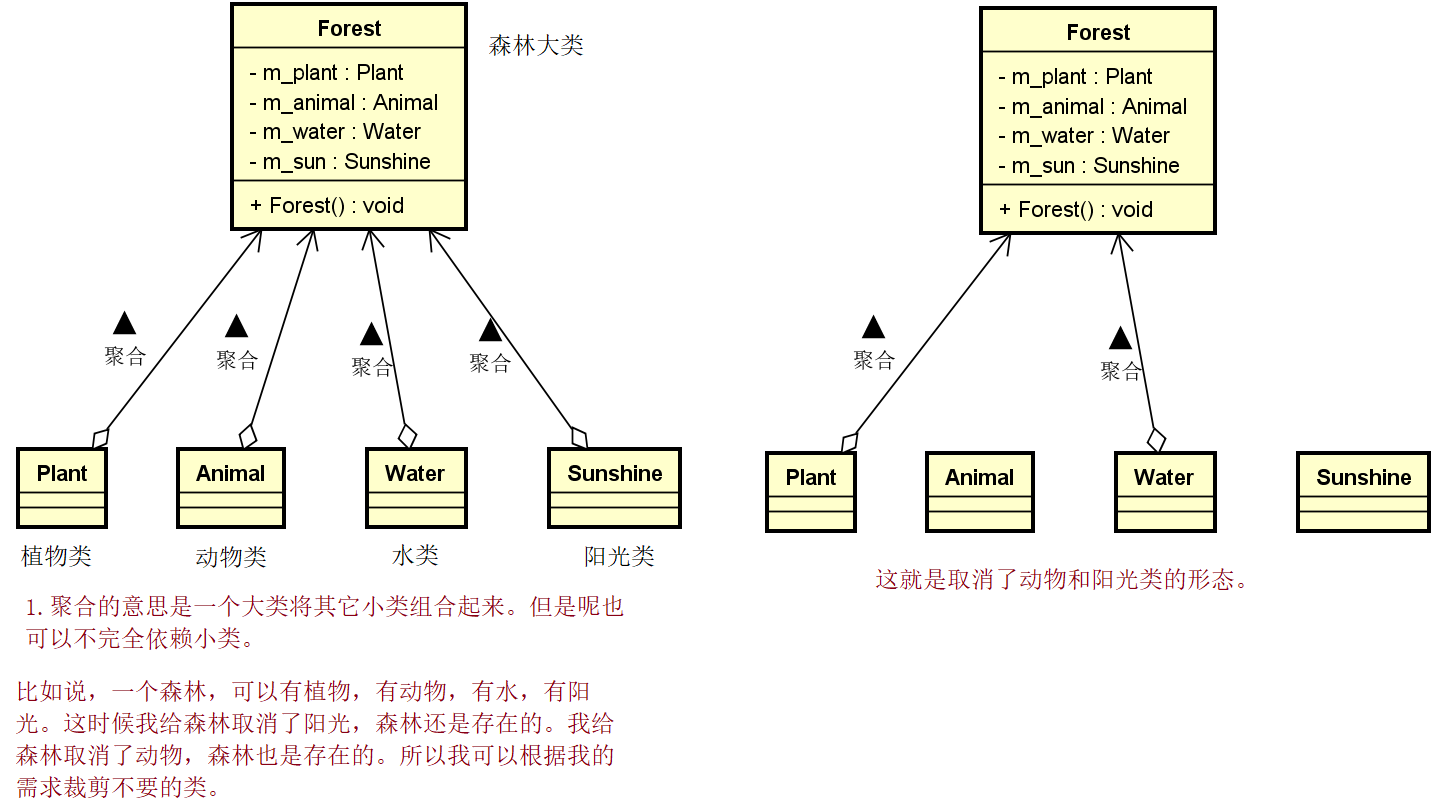 Forest
- m_plant : Plant
- m_animal : Animal
- m_water : Water
- m_sun : Sunshine
+ Forest() : void
森林大类
聚合
聚合
聚合
聚合
Plant
Animal
Water
Sunshine
植物类
动物类
水类
阳光类
1.聚合的意思是一个大类将其它小类组合起来。但是呢也
可以不完全依赖小类。
比如说，一个森林，可以有植物，有动物，有水，有阳
光。这时候我给森林取消了阳光，森林还是存在的。我给
森林取消了动物，森林也是存在的。所以我可以根据我的
需求裁剪不要的类。
Forest
- m_plant : Plant
- m_animal : Animal
- m_water : Water
- m_sun : Sunshine
+ Forest() : void
聚合
聚合
Plant
Animal
Water
Sunshine
这就是取消了动物和阳光类的形态。